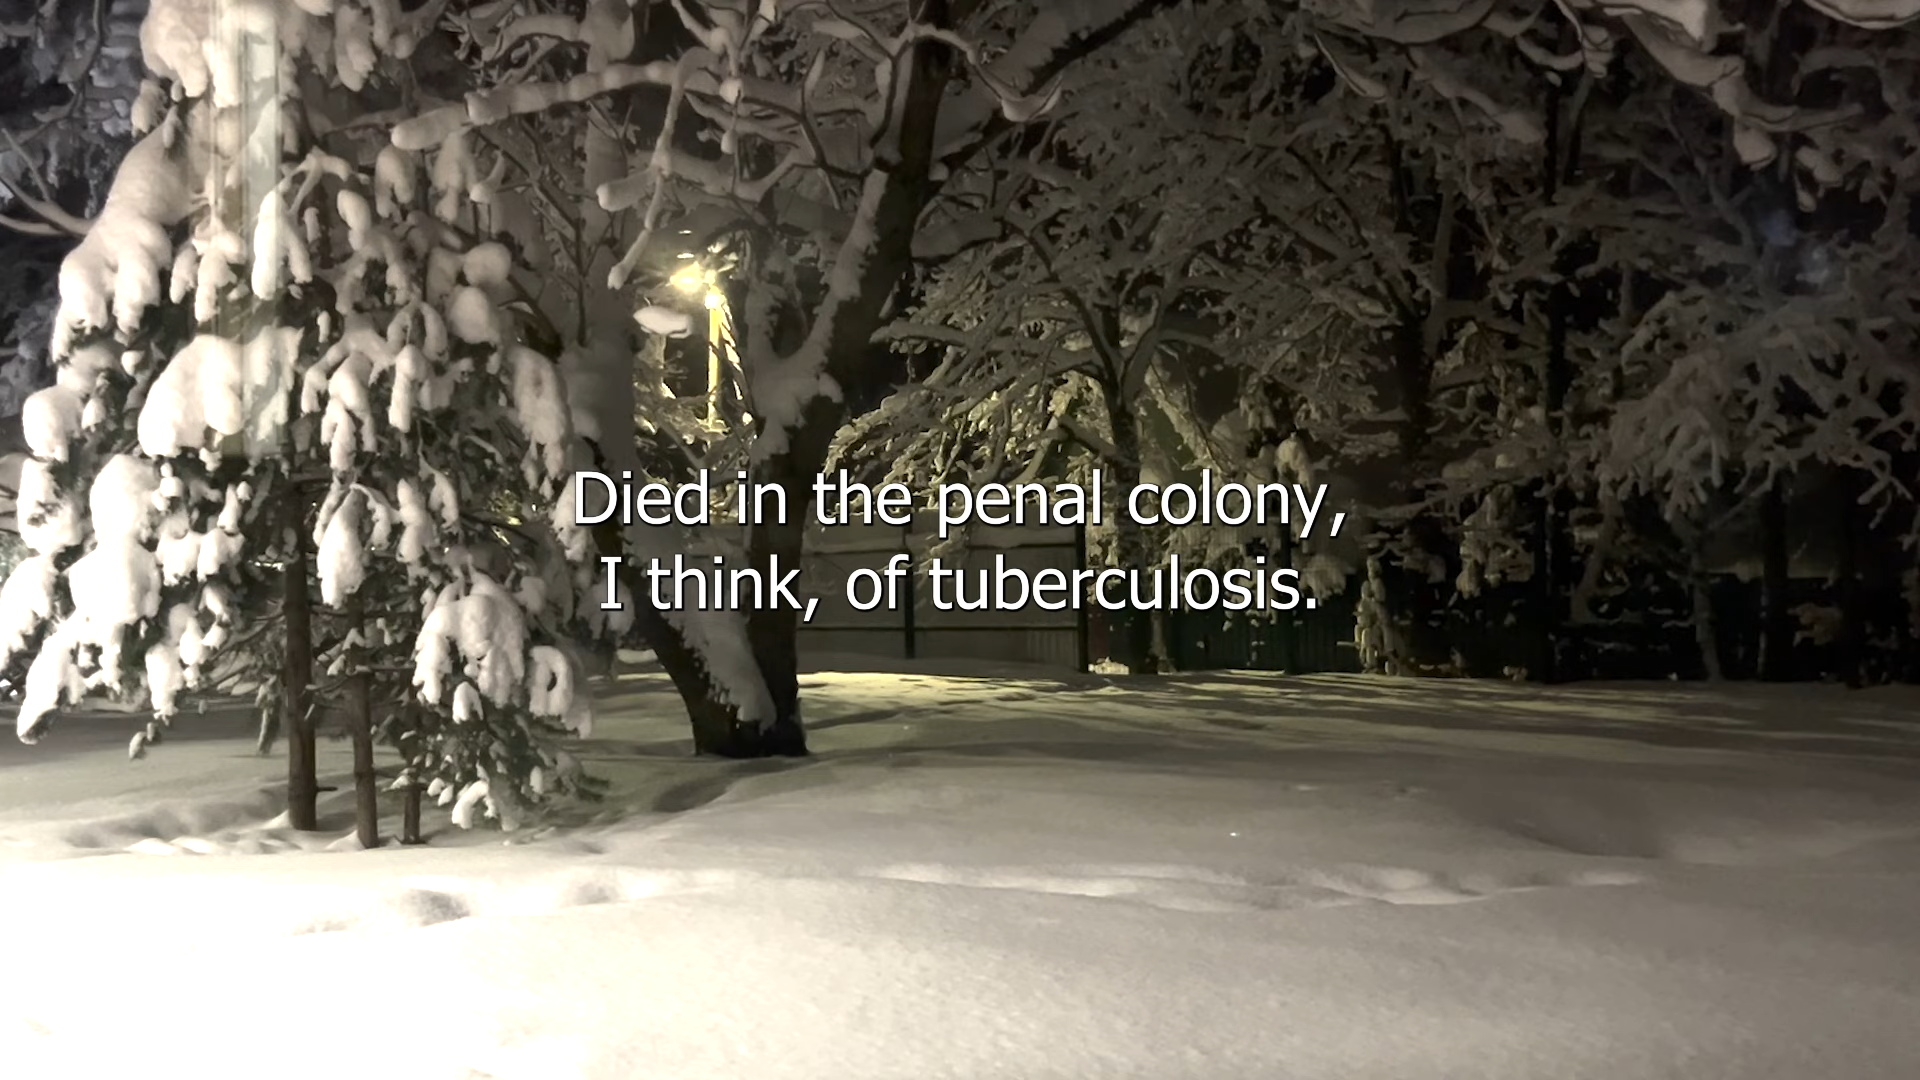 Died in the penal colony,
I think, of tuberculosis.